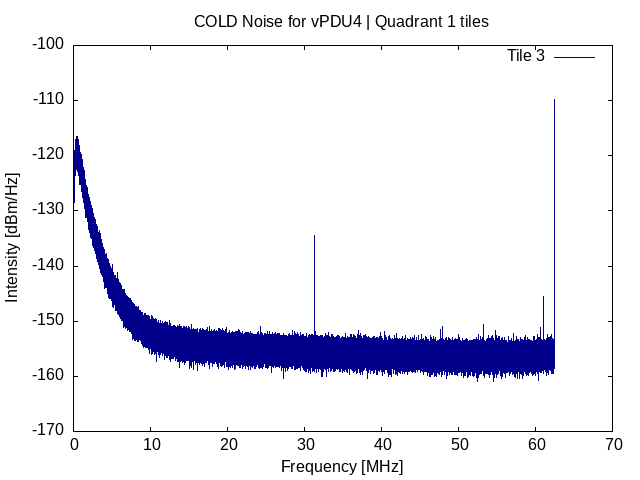 COLD Noise for vPDU4 | Quadrant 1 tiles
Tile 3
Intensity [dBm/Hz]
-100
-110
-120
-130
-140
-150
-160
-170
0 10 20 30 40 50 60 70
Frequency [MHz]